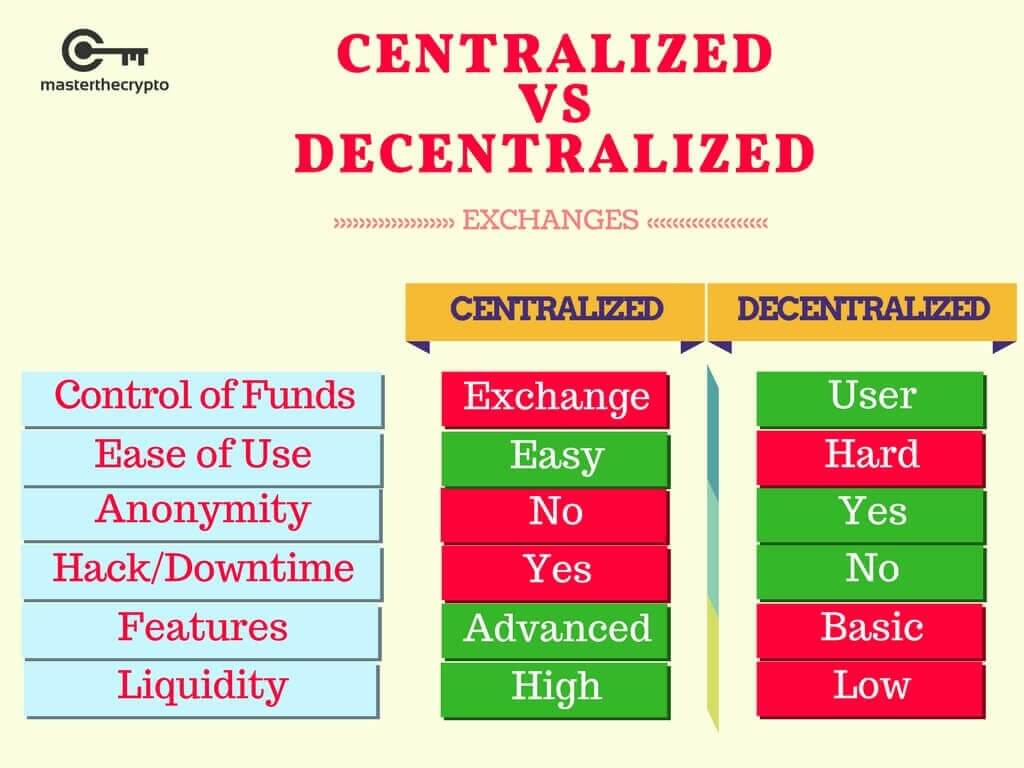 masterthecrypto
CENTRALIZED
VS
DECENTRALIZED
EXCHANGES
CENTRALIZED DECENTRALIZED
Control of Funds Exchange User
Ease of Use Easy Hard
Anonymity No Yes
Hack/Downtime Yes No
Features Advanced Basic
Liquidity High Low